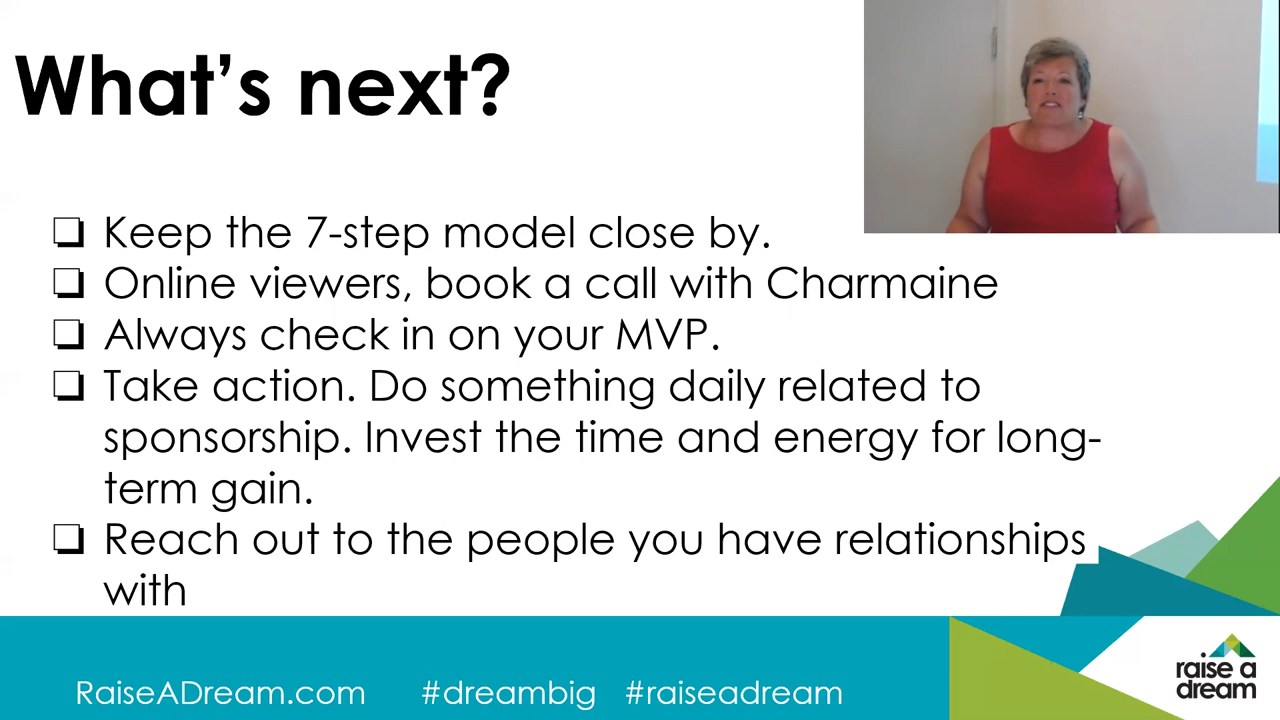 What's next?
❑ Keep the 7-step model close by.
❑ Online viewers, book a call with Charmaine
❑ Always check in on your MVP.
❑ Take action. Do something daily related to
sponsorship. Invest the time and energy for long-
term gain.
❑ Reach out to the people you have relationships
with
RaiseADream.com #dreambig #raiseadream
raise a
dream